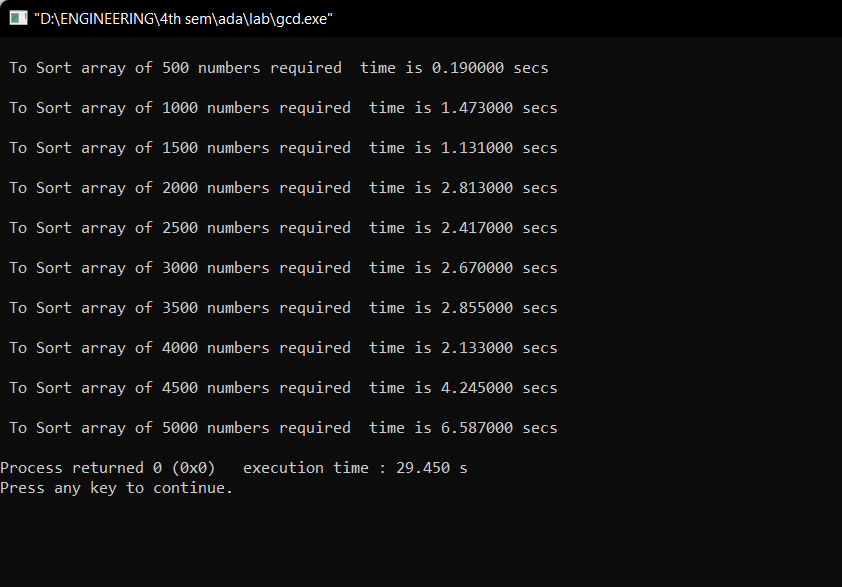 "D:\ENGINEERING\4th sem\ada\lab\gcd.exe"
To Sort array of 500 numbers required  time is 0.190000 secs
To Sort array of 1000 numbers required  time is 1.473000 secs
To Sort array of 1500 numbers required  time is 1.131000 secs
To Sort array of 2000 numbers required  time is 2.813000 secs
To Sort array of 2500 numbers required  time is 2.417000 secs
To Sort array of 3000 numbers required  time is 2.670000 secs
To Sort array of 3500 numbers required  time is 2.855000 secs
To Sort array of 4000 numbers required  time is 2.133000 secs
To Sort array of 4500 numbers required  time is 4.245000 secs
To Sort array of 5000 numbers required  time is 6.587000 secs
Process returned 0 (0x0)   execution time : 29.450 s
Press any key to continue.